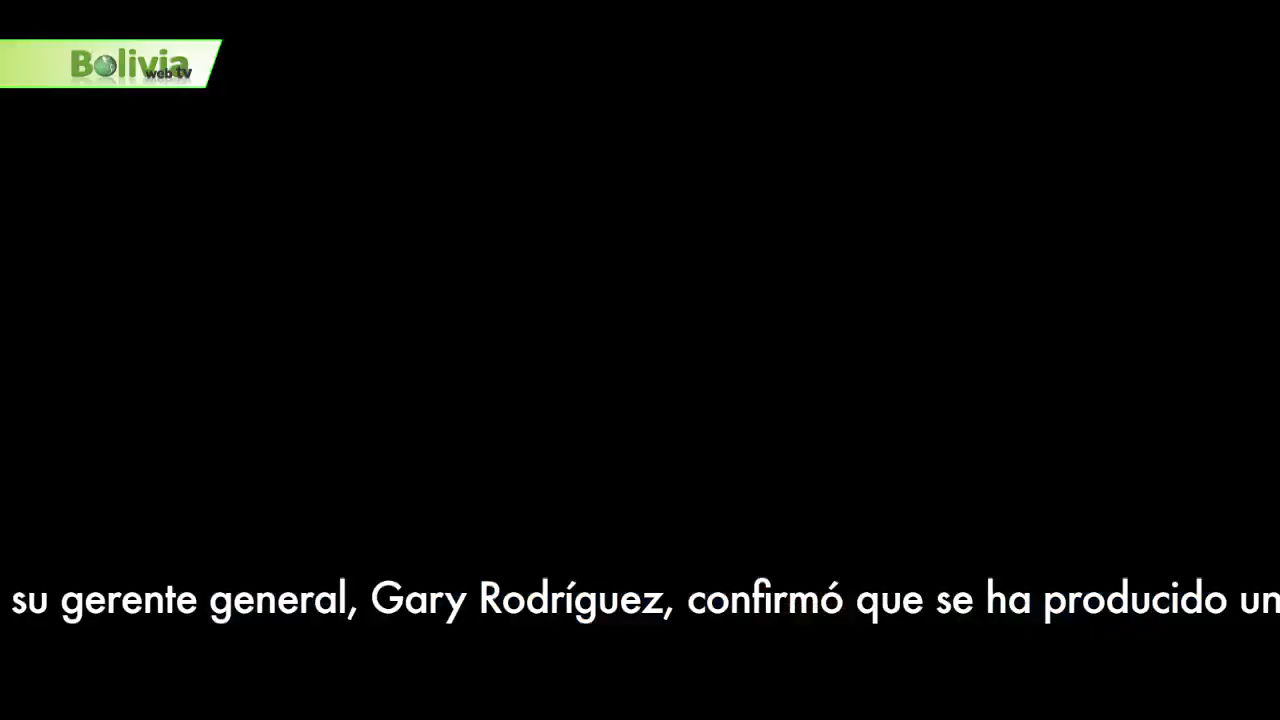 Bolivia
web tv
su gerente general, Gary Rodríguez, confirmó que se ha producido un